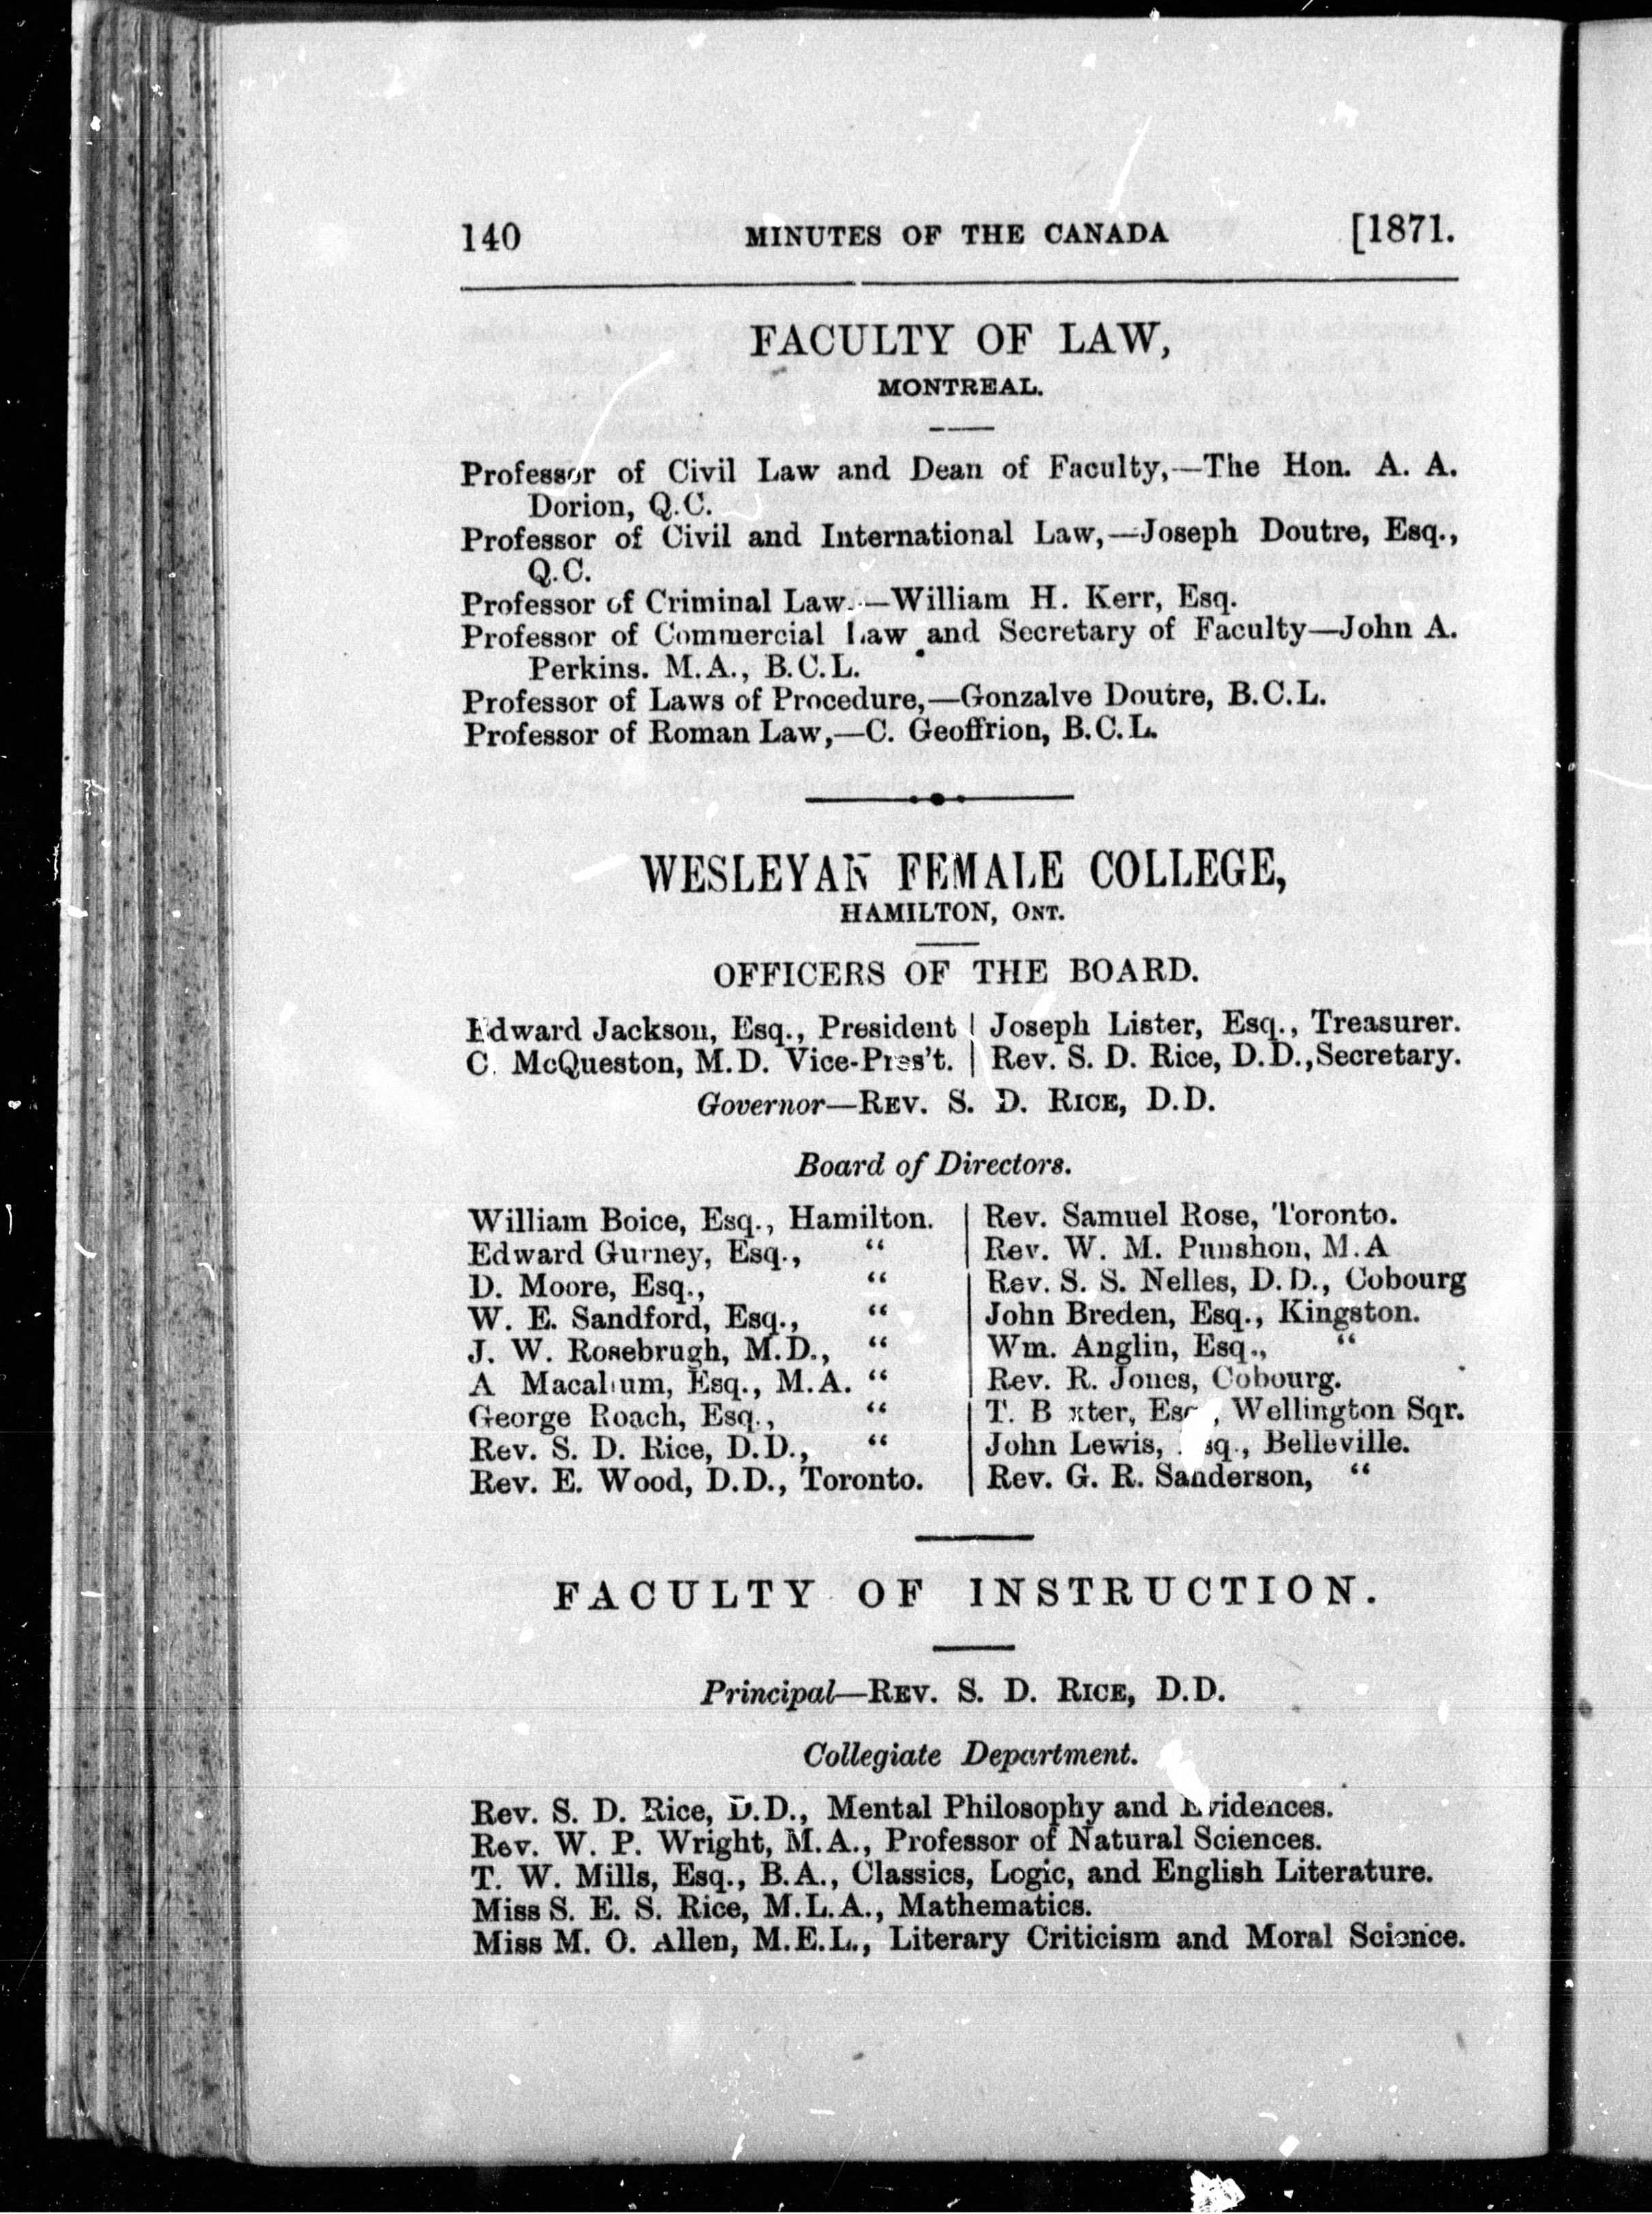 140 MINUTES OF THE CANADA [1871.
FACULTY OF LAW,
MONTREAL.
Professor of Civil Law and Dean of Faculty,—The Hon. A. A.
Dorion, Q.C.
Professor of Civil and International Law,—Joseph Doutre, Esq.,
Q.C.
Professor of Criminal Law.—William H. Kerr, Esq.
Professor of Commercial Law and Secretary of Faculty—John A.
Perkins. M.A., B.C.L.
Professor of Laws of Procedure,—Gonzalve Doutre, B.C.L.
Professor of Roman Law,—C. Geoffrion, B.C.L.
WESLEYAN FEMALE COLLEGE,
HAMILTON, ONT.
OFFICERS OF THE BOARD.
Edward Jackson, Esq., President | Joseph Lister, Esq., Treasurer.
C. McQueston, M.D. Vice-Pres't. | Rev. S. D. Rice, D.D., Secretary.
Governor—REV. S. D. RICE, D.D.
Board of Directors.
William Boice, Esq., Hamilton.
Edward Gurney, Esq., "
D. Moore, Esq., "
W. E. Sandford, Esq., "
J. W. Rosebrugh, M.D., "
A Macallum, Esq., M.A. "
George Roach, Esq., "
Rev. S. D. Rice, D.D., "
Rev. E. Wood, D.D., Toronto.
Rev. Samuel Rose, Toronto.
Rev. W. M. Punshon, M.A
Rev. S. S. Nelles, D.D., Cobourg
John Breden, Esq., Kingston.
Wm. Anglin, Esq., "
Rev. R. Jones, Cobourg.
T. B xter, Esq., Wellington Sqr.
John Lewis, Esq., Belleville.
Rev. G. R. Sanderson, "
FACULTY OF INSTRUCTION.
Principal—REV. S. D. RICE, D.D.
Collegiate Department.
Rev. S. D. Rice, D.D., Mental Philosophy and Evidences.
Rev. W. P. Wright, M.A., Professor of Natural Sciences.
T. W. Mills, Esq., B.A., Classics, Logic, and English Literature.
Miss S. E. S. Rice, M.L.A., Mathematics.
Miss M. O. Allen, M.E.L., Literary Criticism and Moral Science.